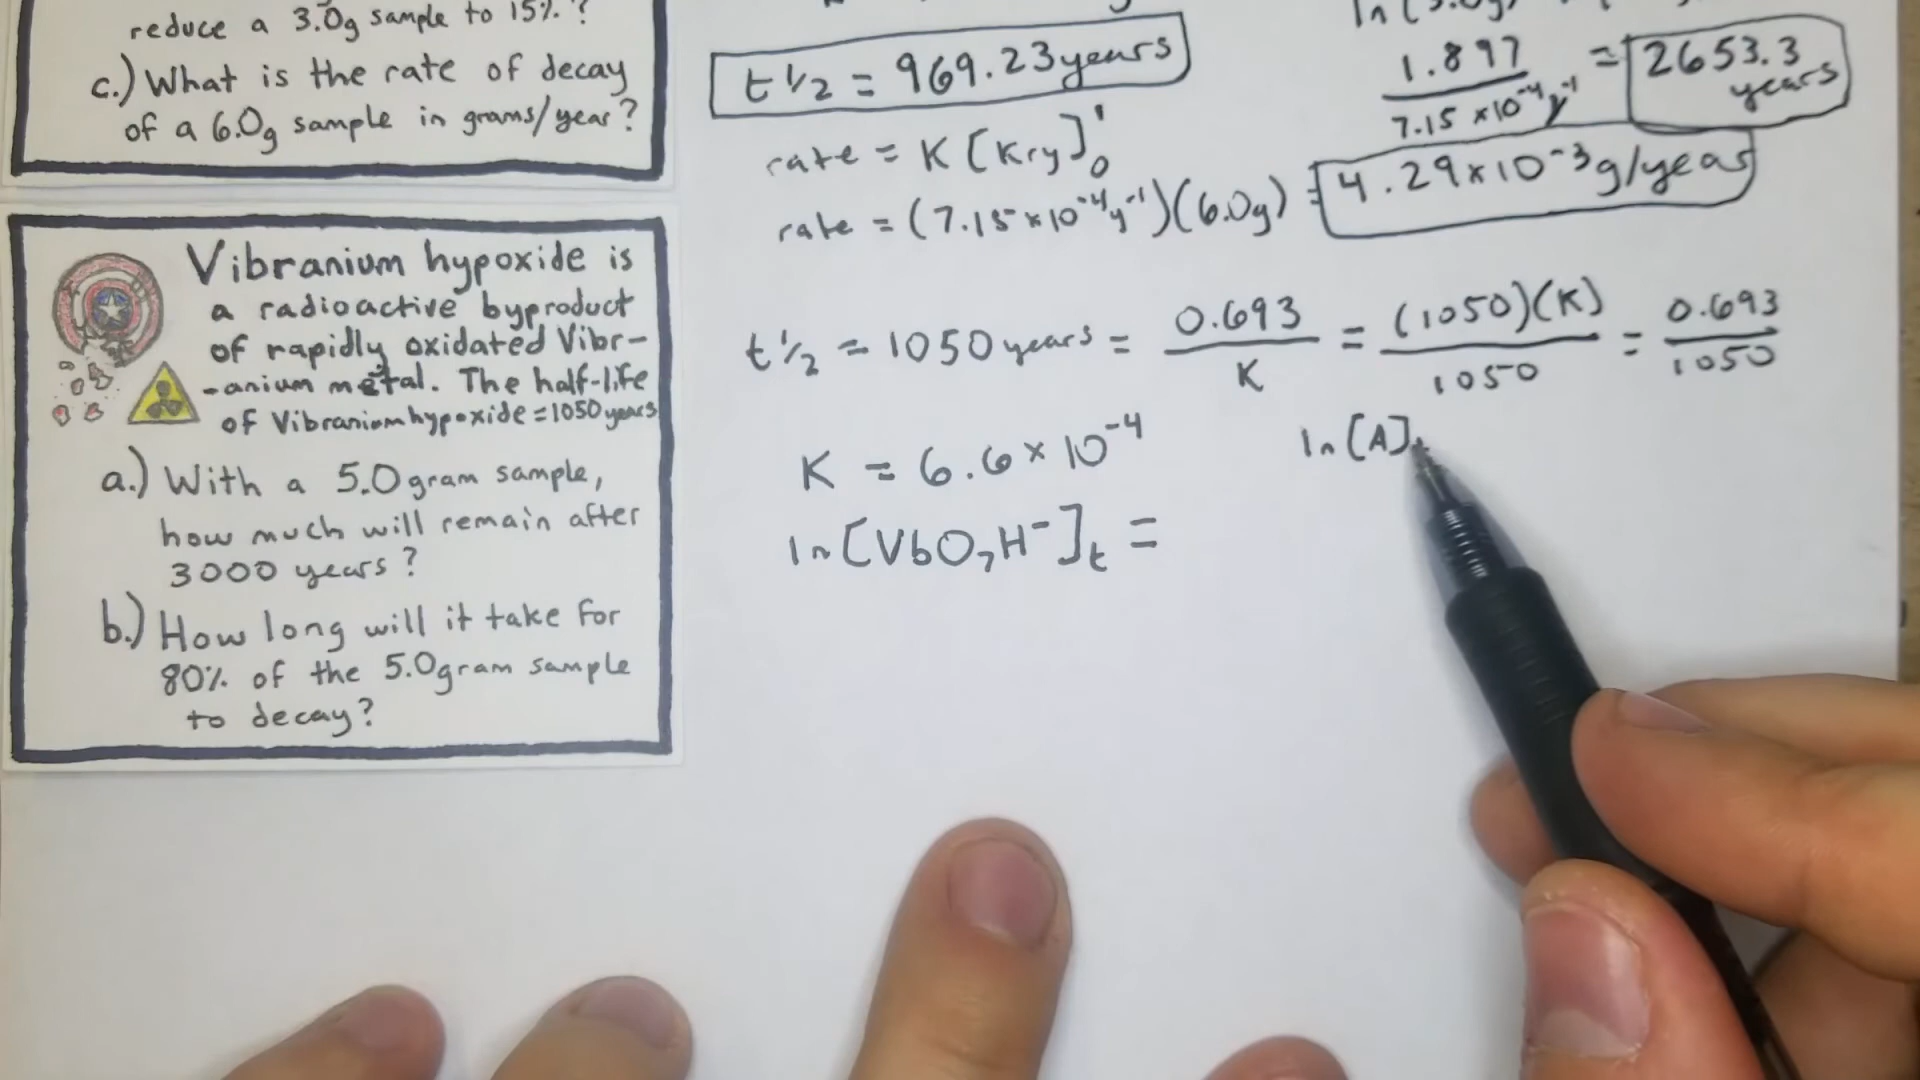 reduce a 3.0g sample to 15%?
c.) What is the rate of decay
of a 6.0g sample in grams/year?
Vibranium hypoxide is
a radioactive byproduct
of rapidly oxidated Vibr-
-anium metal. The half-life
of Vibranium hypoxide=1050 years
a.) With a 5.0 gram sample,
how much will remain after
3000 years?
b.) How long will it take for
80% of the 5.0 gram sample
to decay?
t½ = 969.23 years
1.897 / 7.15 × 10⁻⁴ y⁻¹ = 2653.3 years
rate = K [Kry]₀¹
rate = (7.15 × 10⁻⁴ y⁻¹)(6.0g) = 4.29 × 10⁻³ g/year
t½ = 1050 years = 0.693 / K = (1050)(K) / 1050 = 0.693 / 1050
K = 6.6 × 10⁻⁴
ln [A]
ln [VbO₇H⁻]t =